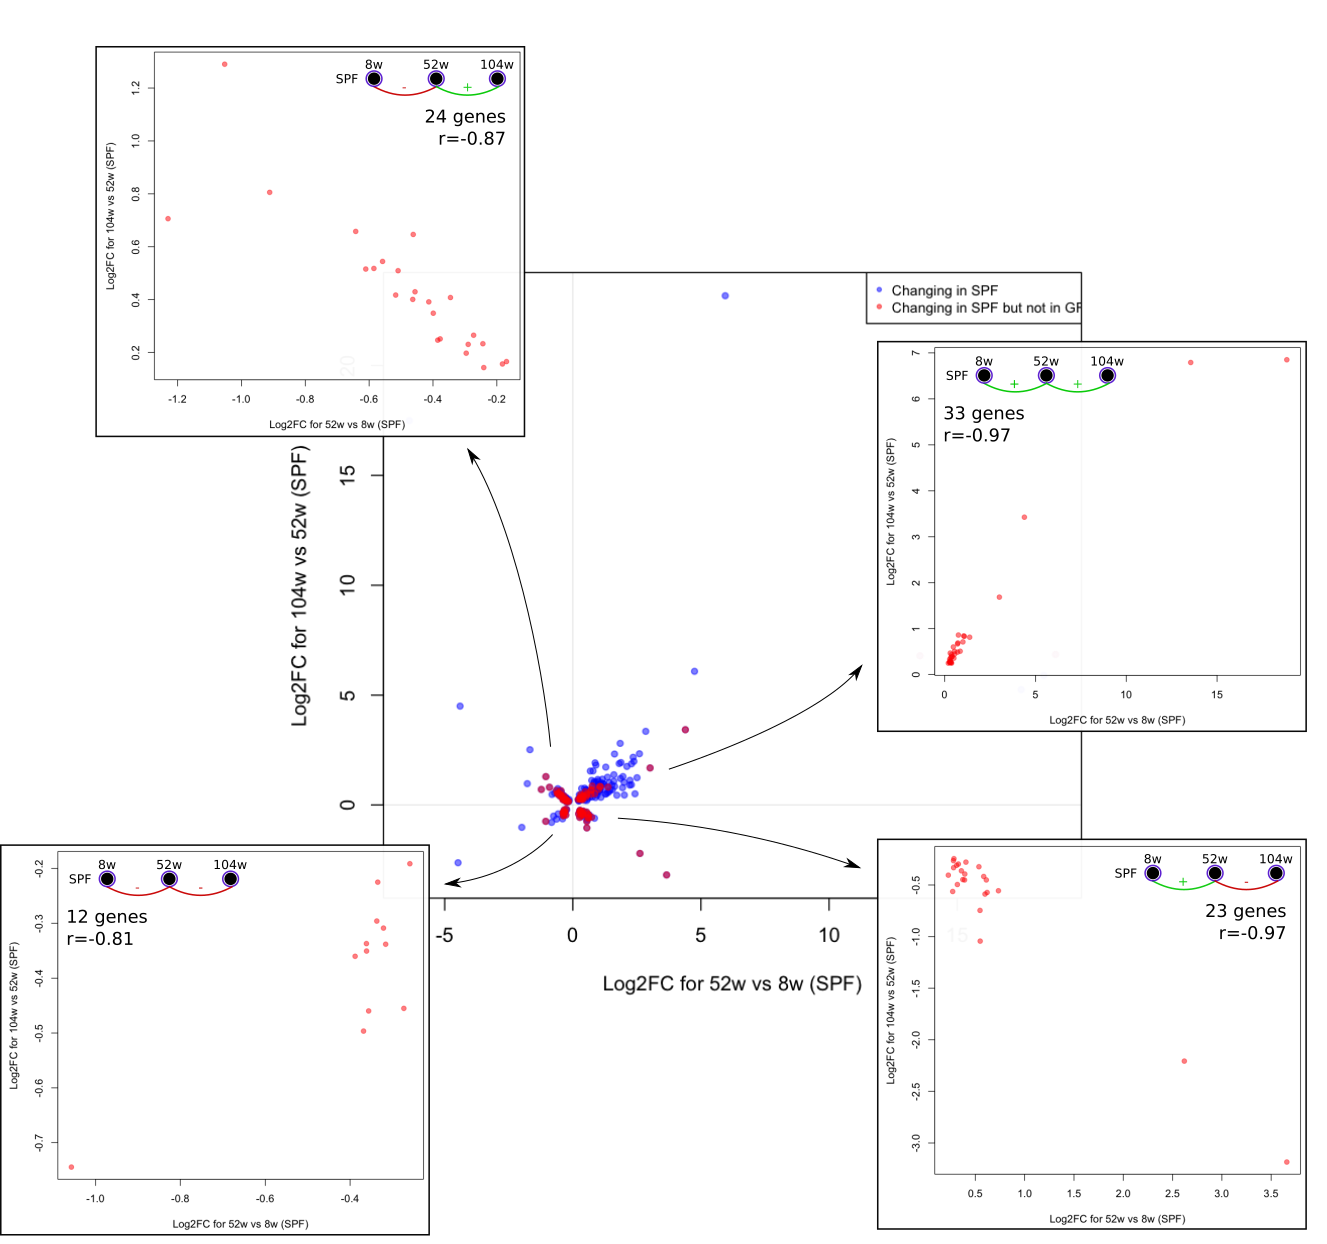 8w 52w 104w
SPF - +
24 genes
r=-0.87
Log2FC for 104w vs 52w (SPF)
0.2 0.4 0.6 0.8 1.0 1.2
-1.2 -1.0 -0.8 -0.6 -0.4 -0.2
Log2FC for 52w vs 8w (SPF)
Changing in SPF
Changing in SPF but not in GF
8w 52w 104w
SPF + +
33 genes
r=-0.97
Log2FC for 104w vs 52w (SPF)
0 1 2 3 4 5 6 7
0 5 10 15
Log2FC for 52w vs 8w (SPF)
Log2FC for 104w vs 52w (SPF)
0 5 10 15 20
-5 0 5 10 15
Log2FC for 52w vs 8w (SPF)
8w 52w 104w
SPF - -
12 genes
r=-0.81
Log2FC for 104w vs 52w (SPF)
-0.7 -0.6 -0.5 -0.4 -0.3 -0.2
-1.0 -0.8 -0.6 -0.4
Log2FC for 52w vs 8w (SPF)
8w 52w 104w
SPF + -
23 genes
r=-0.97
Log2FC for 104w vs 52w (SPF)
-3.0 -2.5 -2.0 -1.5 -1.0 -0.5
0.5 1.0 1.5 2.0 2.5 3.0 3.5
Log2FC for 52w vs 8w (SPF)